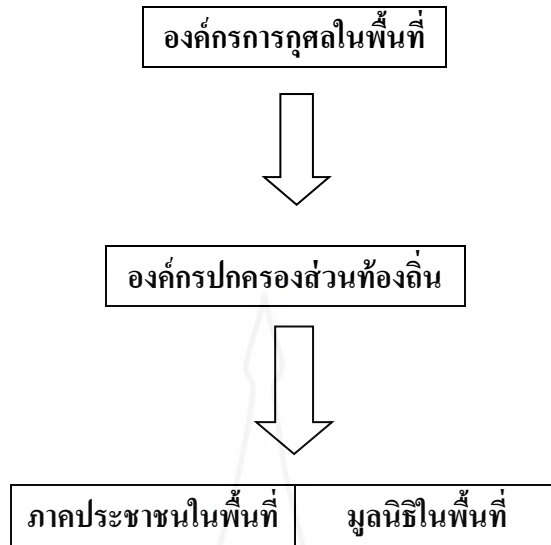 องค์กรการกุศลในพื้นที่
องค์กรปกครองส่วนท้องถิ่น
ภาคประชาชนในพื้นที่ มูลนิธิในพื้นที่